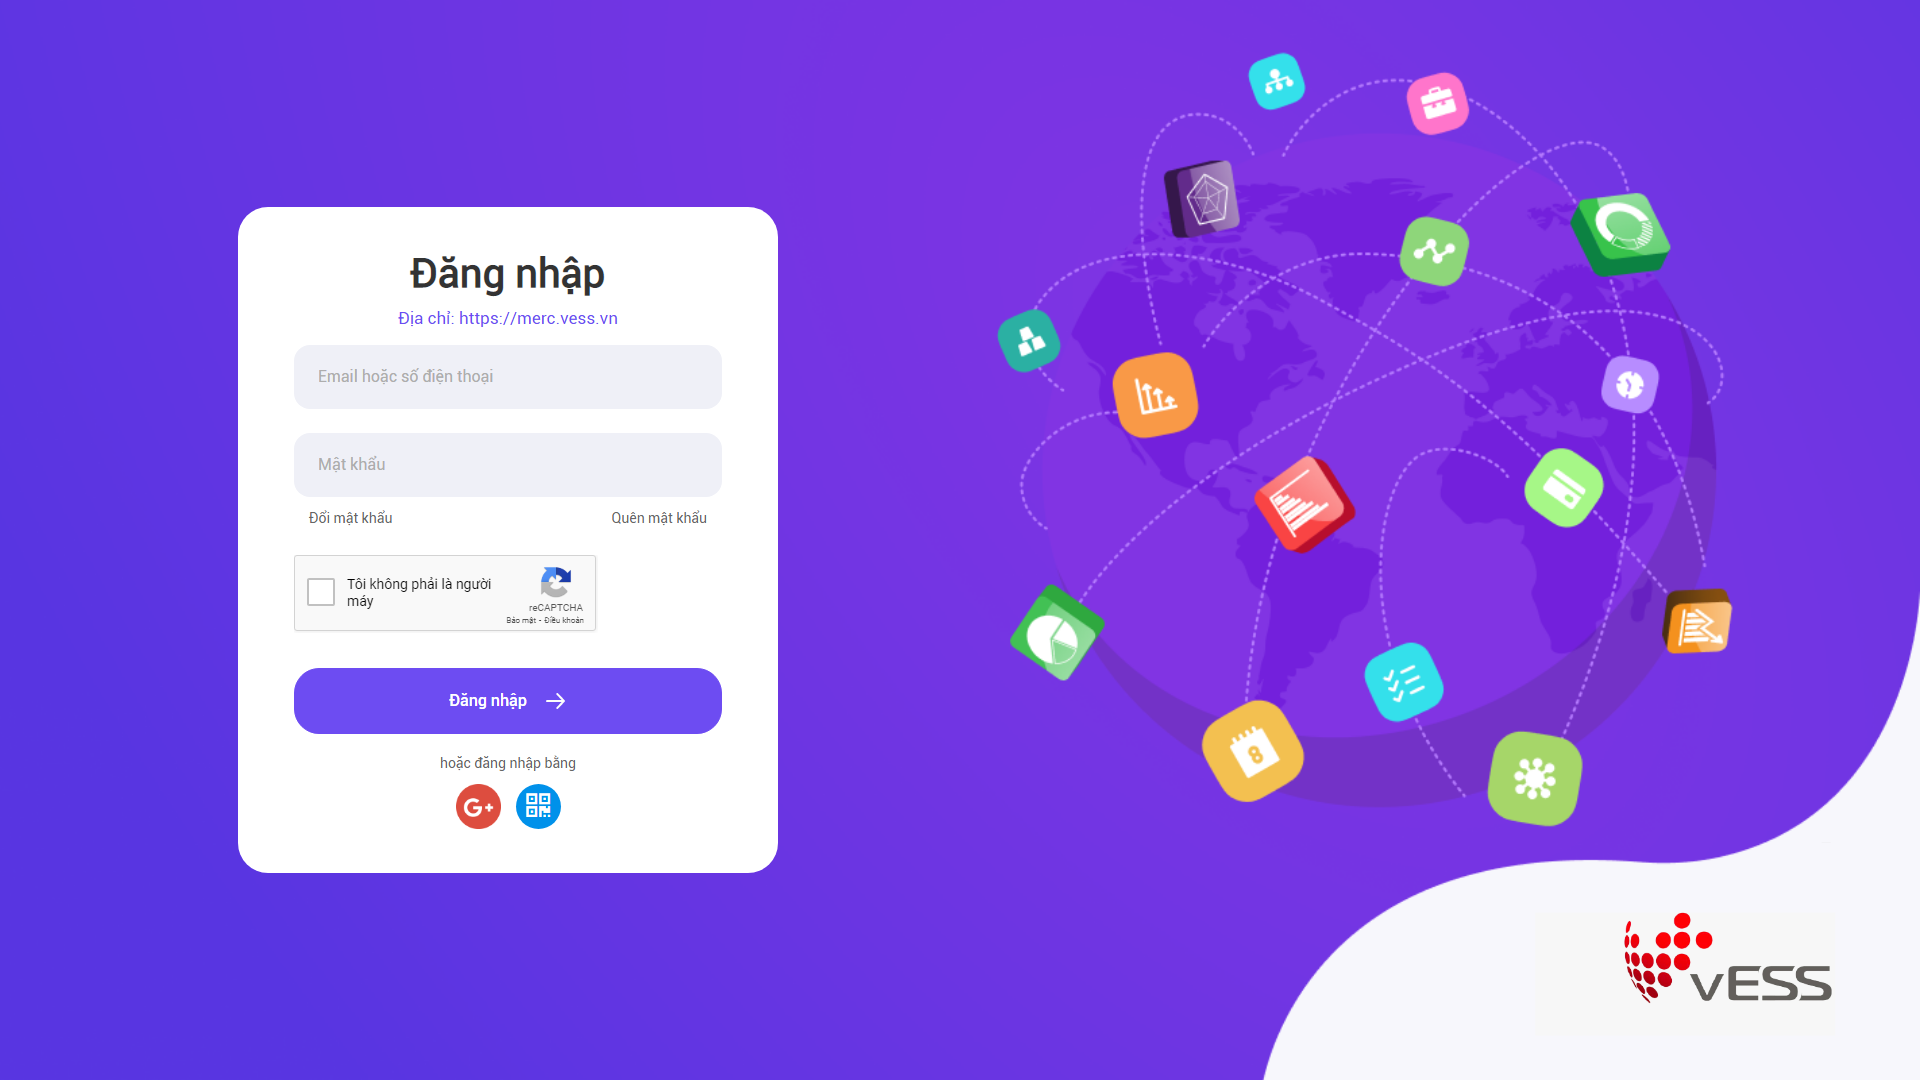 Đăng nhập
Địa chỉ: https://merc.vess.vn
Email hoặc số điện thoại
Mật khẩu
Đổi mật khẩu
Quên mật khẩu
Tôi không phải là người
máy
reCAPTCHA
Bảo mật - Điều khoản
Đăng nhập
hoặc đăng nhập bằng
G+
8
vESS